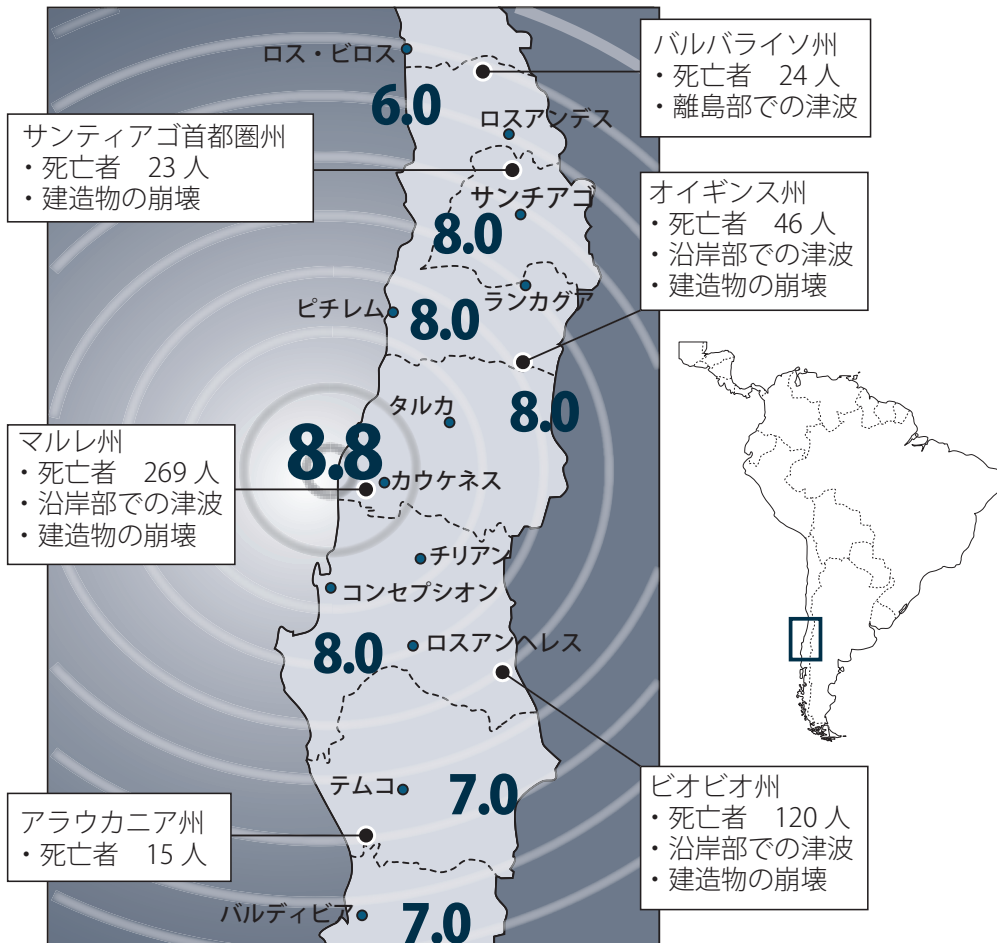 ロス・ビロス
バルバライソ州
・死亡者　24 人
・離島部での津波
6.0
ロスアンデス
サンティアゴ首都圏州
・死亡者　23 人
・建造物の崩壊
サンチアゴ
8.0
オイギンス州
・死亡者　46 人
・沿岸部での津波
・建造物の崩壊
ランカグア
ピチレム
8.0
タルカ
8.0
8.8
マルレ州
・死亡者　269 人
・沿岸部での津波
・建造物の崩壊
カウケネス
チリアン
コンセプシオン
8.0
ロスアンヘレス
テムコ
7.0
ビオビオ州
・死亡者　120 人
・沿岸部での津波
・建造物の崩壊
アラウカニア州
・死亡者　15 人
バルディビア
7.0